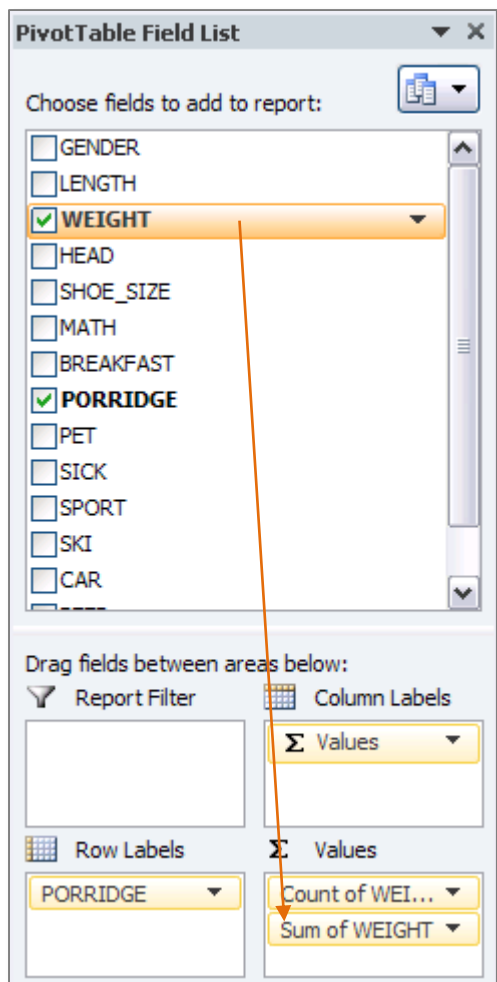 PivotTable Field List
Choose fields to add to report:
GENDER
LENGTH
WEIGHT
HEAD
SHOE_SIZE
MATH
BREAKFAST
PORRIDGE
PET
SICK
SPORT
SKI
CAR
Drag fields between areas below:
Report Filter
Column Labels
Σ Values
Row Labels
Σ Values
PORRIDGE
Count of WEI...
Sum of WEIGHT